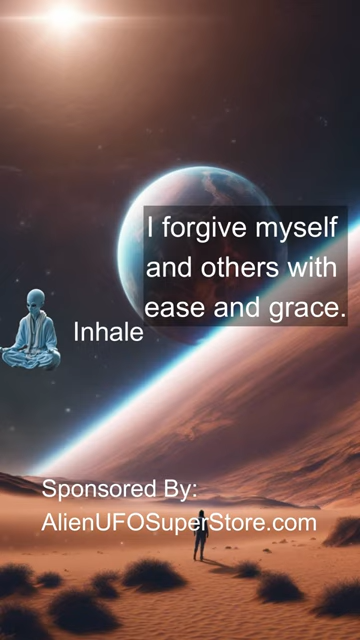 I forgive myself
and others with
ease and grace.
Inhale
Sponsored By:
AlienUFOSuperStore.com